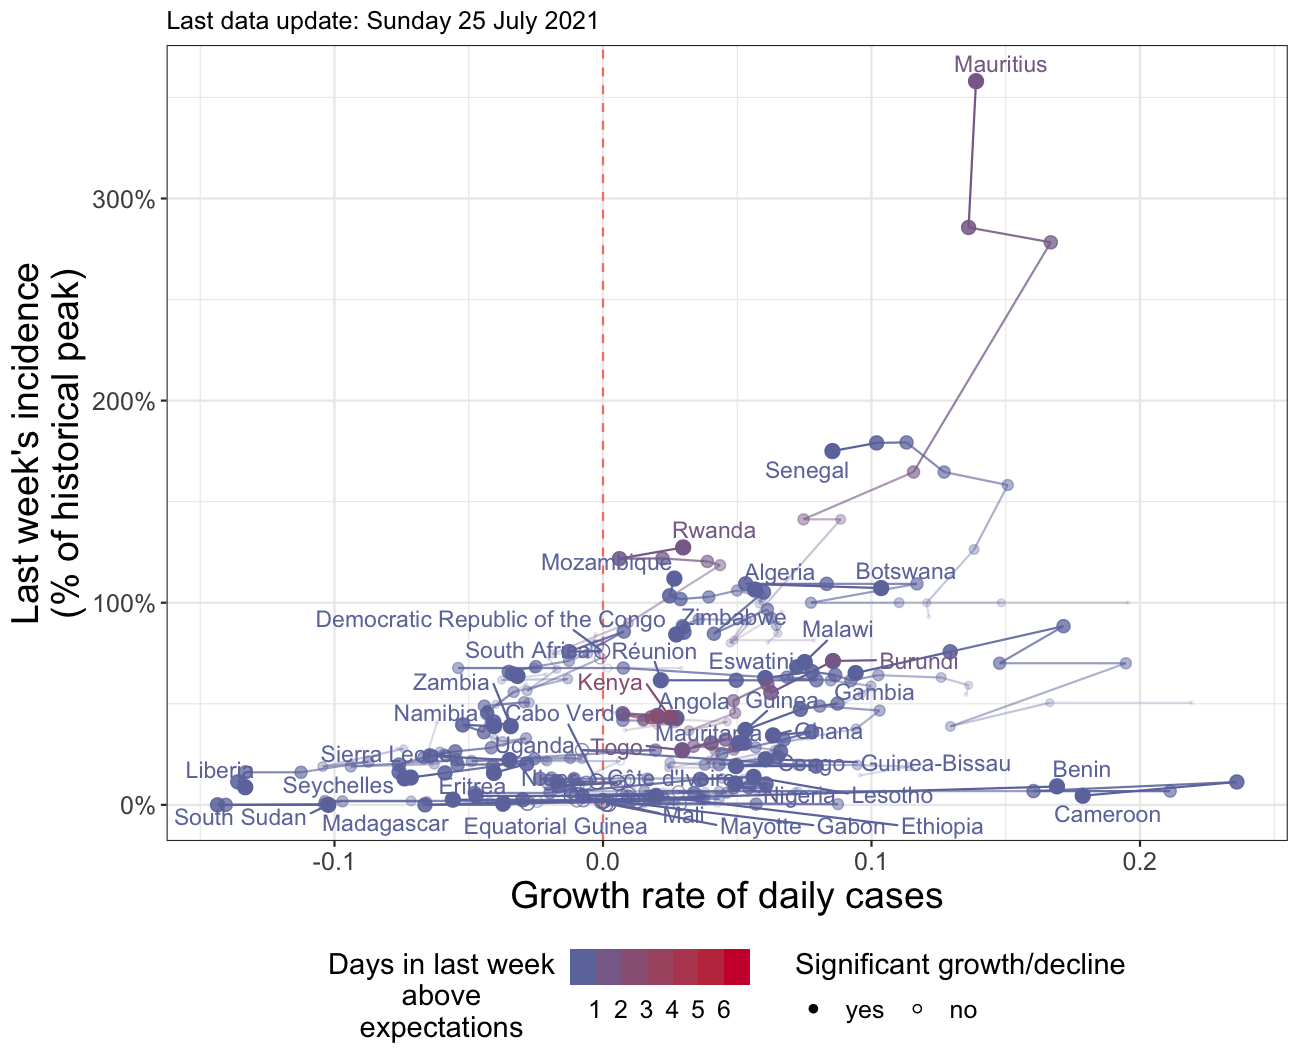 Last data update: Sunday 25 July 2021
Mauritius
300%
200%
Senegal
Rwanda
Mozambique
Algeria
Botswana
100%
Democratic Republic of the Congo
Zimbabwe
Malawi
South Africa
Réunion
Eswatini
Burundi
Zambia
Kenya
Angola
Guinea
Gambia
Namibia
Cabo Verde
Mauritania
Ghana
Uganda
Togo
Sierra Leone
Congo
Guinea-Bissau
Liberia
Seychelles
Eritrea
Niger
Côte d'Ivoire
Nigeria
Lesotho
Benin
0%
South Sudan
Madagascar
Equatorial Guinea
Mali
Mayotte
Gabon
Ethiopia
Cameroon
Last week's incidence
(% of historical peak)
-0.1
0.0
0.1
0.2
Growth rate of daily cases
Days in last week
above
expectations
1 2 3 4 5 6
Significant growth/decline
yes
no